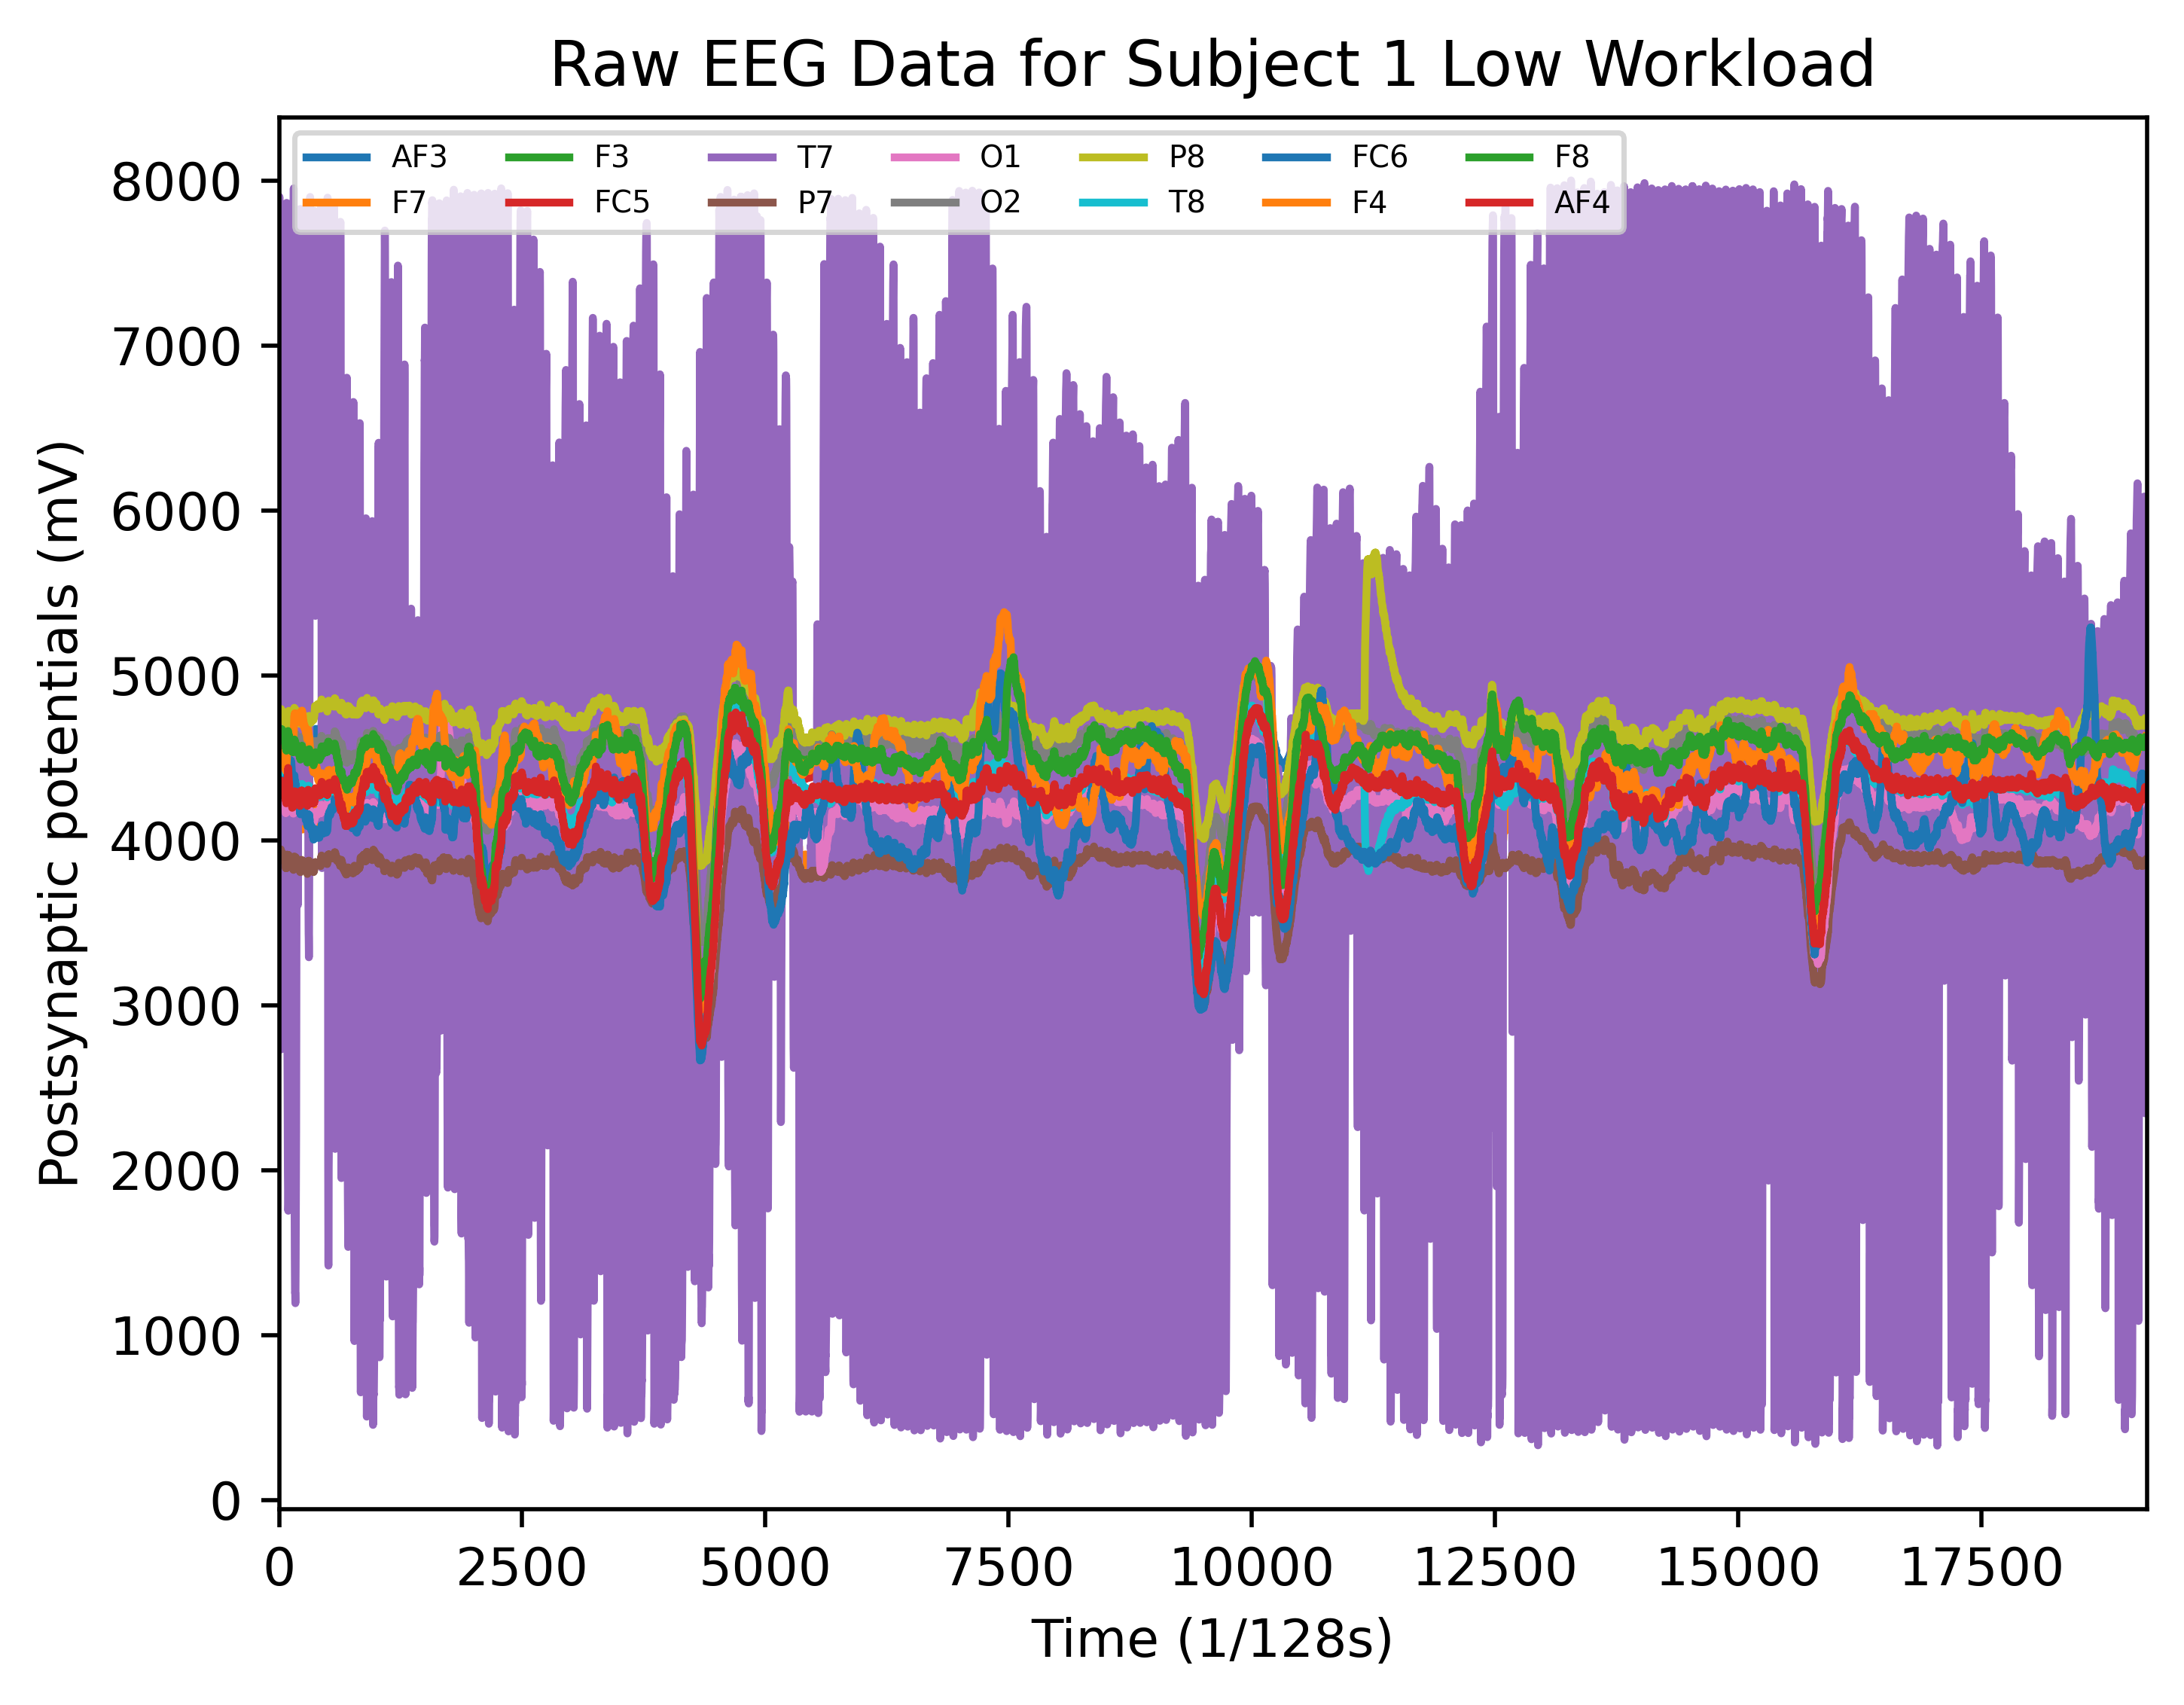 Raw EEG Data for Subject 1 Low Workload
AF3 F3 T7 O1 P8 FC6 F8
F7 FC5 P7 O2 T8 F4 AF4
8000
7000
6000
5000
4000
3000
2000
1000
0
Postsynaptic potentials (mV)
0 2500 5000 7500 10000 12500 15000 17500
Time (1/128s)